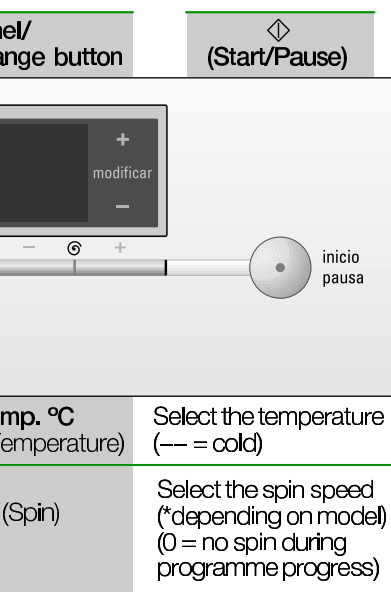 nel/
ange button
(Start/Pause)
+
modificar
–
– +
inicio
pausa
mp. °C
Temperature)
Select the temperature
(–– = cold)
(Spin)
Select the spin speed
(*depending on model)
(0 = no spin during
programme progress)